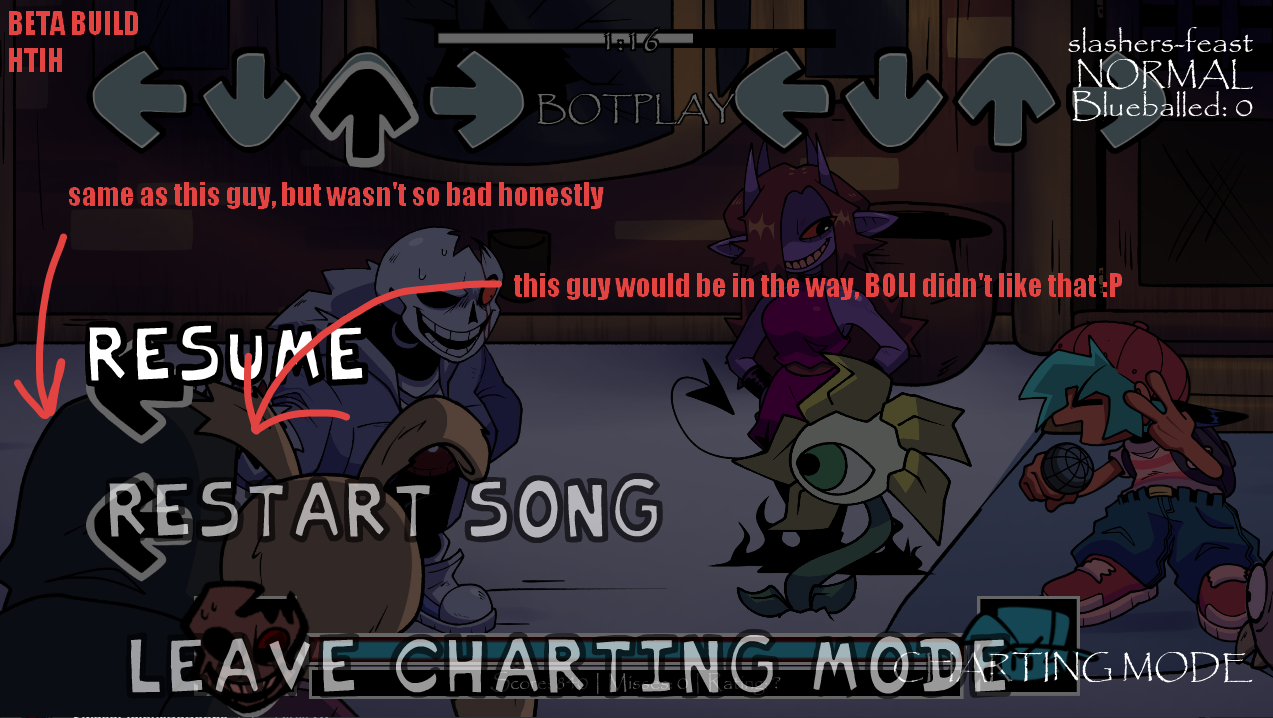 BETA BUILD
HTIH
1:16
slashers-feast
NORMAL
Blueballed: 0
BOTPLAY
same as this guy, but wasn't so bad honestly
this guy would be in the way, BOLI didn't like that :P
RESUME
RESTART SONG
LEAVE CHARTING MODE
CHARTING MODE
Misses: 0 |